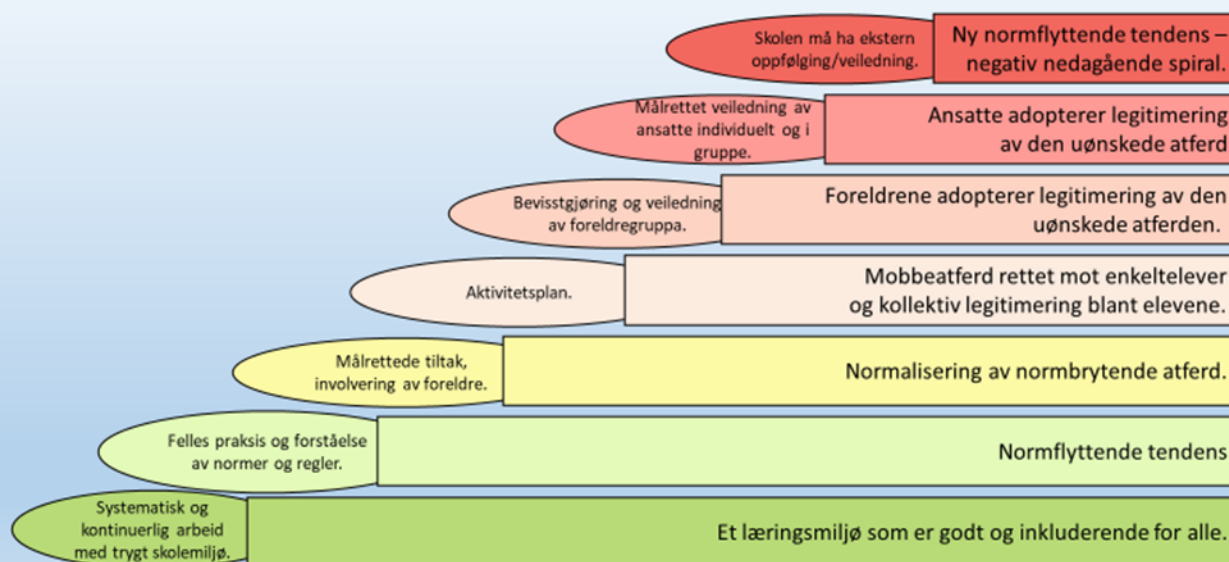 Skolen må ha ekstern
oppfølging/veiledning.
Ny normflyttende tendens –
negativ nedagående spiral.
Målrettet veiledning av
ansatte individuelt og i
gruppe.
Ansatte adopterer legitimering
av den uønskede atferd
Bevisstgjøring og veiledning
av foreldregruppa.
Foreldrene adopterer legitimering av den
uønskede atferden.
Aktivitetsplan.
Mobbeatferd rettet mot enkeltelever
og kollektiv legitimering blant elevene.
Målrettede tiltak,
involvering av foreldre.
Normalisering av normbrytende atferd.
Felles praksis og forståelse
av normer og regler.
Normflyttende tendens
Systematisk og
kontinuerlig arbeid
med trygt skolemiljø.
Et læringsmiljø som er godt og inkluderende for alle.